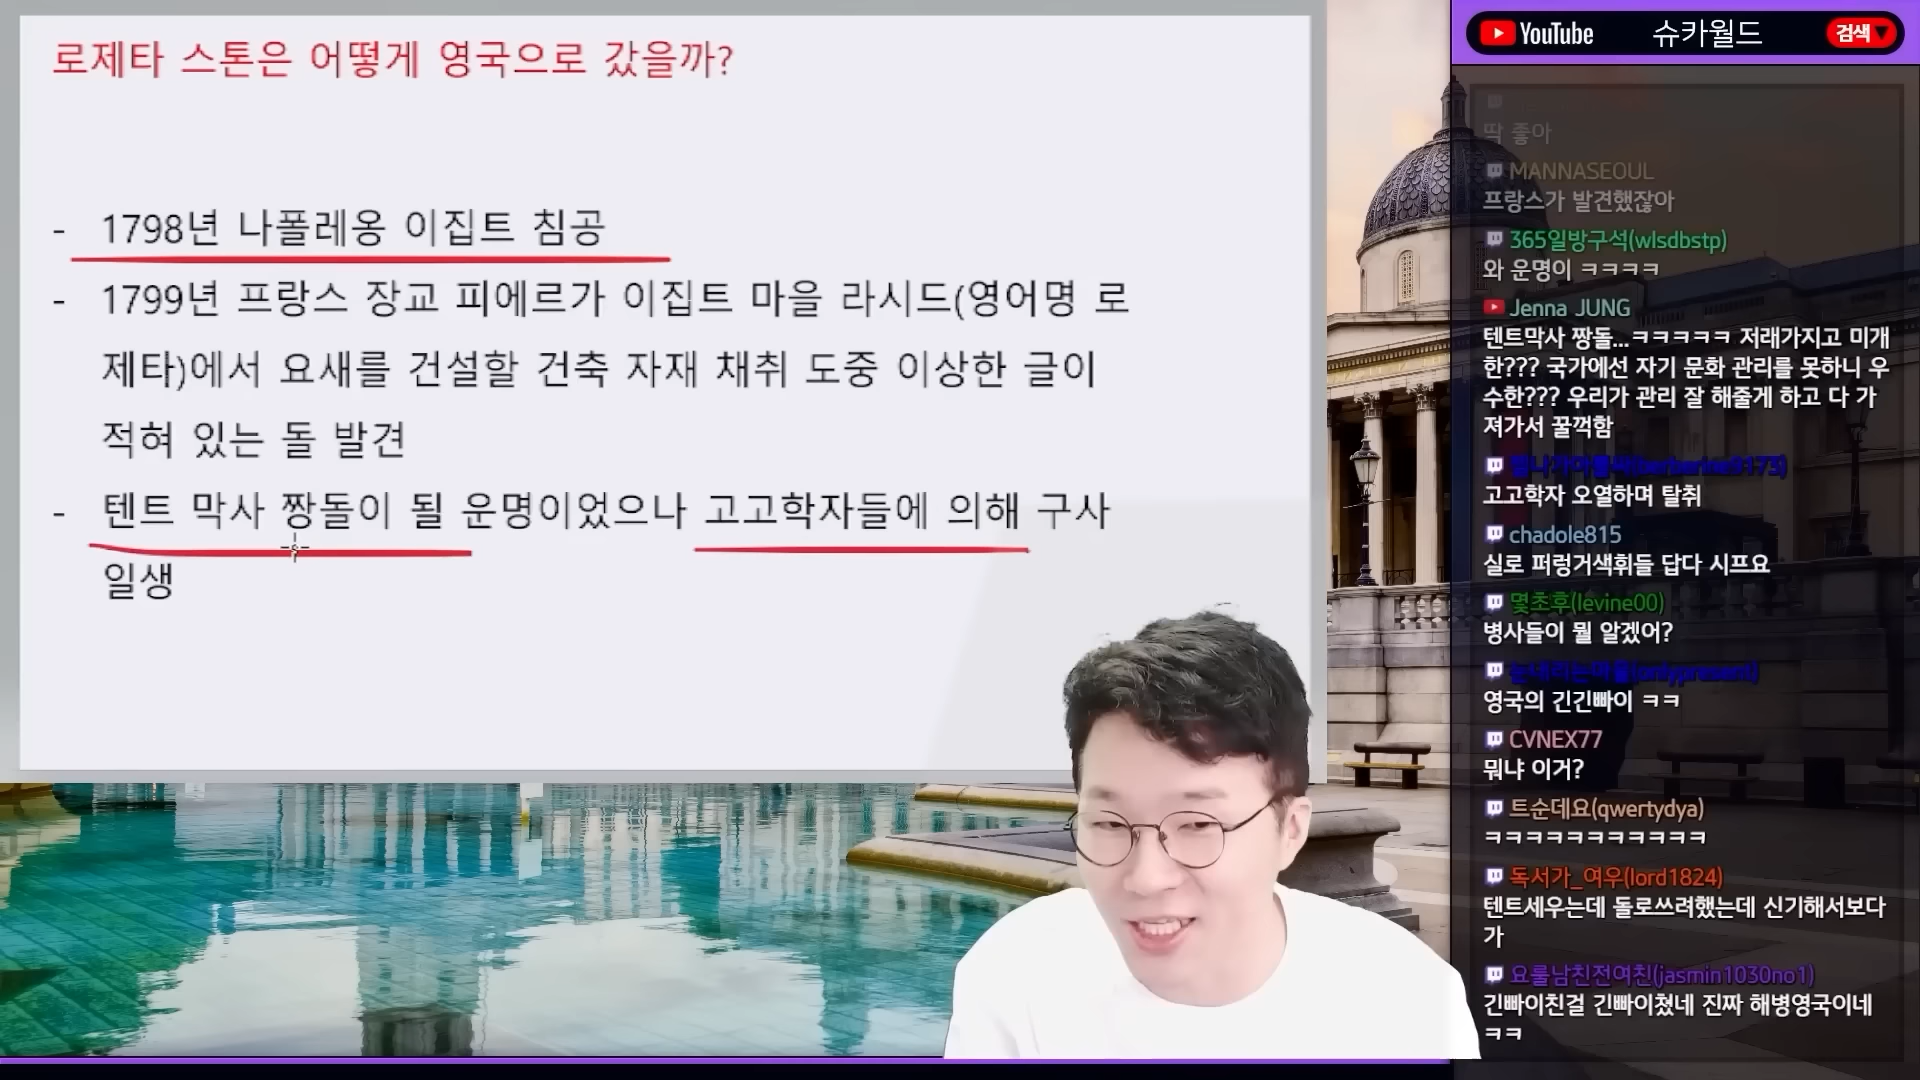 로제타 스톤은 어떻게 영국으로 갔을까?
- 1798년 나폴레옹 이집트 침공
- 1799년 프랑스 장교 피에르가 이집트 마을 라시드(영어명 로
제타)에서 요새를 건설할 건축 자재 채취 도중 이상한 글이
적혀 있는 돌 발견
- 텐트 막사 짱돌이 될 운명이었으나 고고학자들에 의해 구사
일생
YouTube 슈카월드 검색
딱 좋아
MANNASEOUL
프랑스가 발견했잖아
365일방구석(wlsdbstp)
와 운명이 ㅋㅋㅋㅋ
Jenna JUNG
텐트막사 짱돌...ㅋㅋㅋㅋㅋ 저래가지고 미개
한??? 국가에선 자기 문화 관리를 못하니 우
수한??? 우리가 관리 잘 해줄게 하고 다 가
져가서 꿀꺽함
고고학자 오열하며 탈취
chadole815
실로 퍼렁거색휘들 답다 시프요
몇초후(levine00)
병사들이 뭘 알겠어?
영국의 긴긴빠이 ㅋㅋ
CVNEX77
뭐냐 이거?
트순데요(qwertydya)
ㅋㅋㅋㅋㅋㅋㅋㅋㅋㅋㅋ
독서가_여우(lord1824)
텐트세우는데 돌로쓰려했는데 신기해서보다
가
요룰남친전여친(jasmin1030no1)
긴빠이친걸 긴빠이쳤네 진짜 해병영국이네
ㅋㅋ